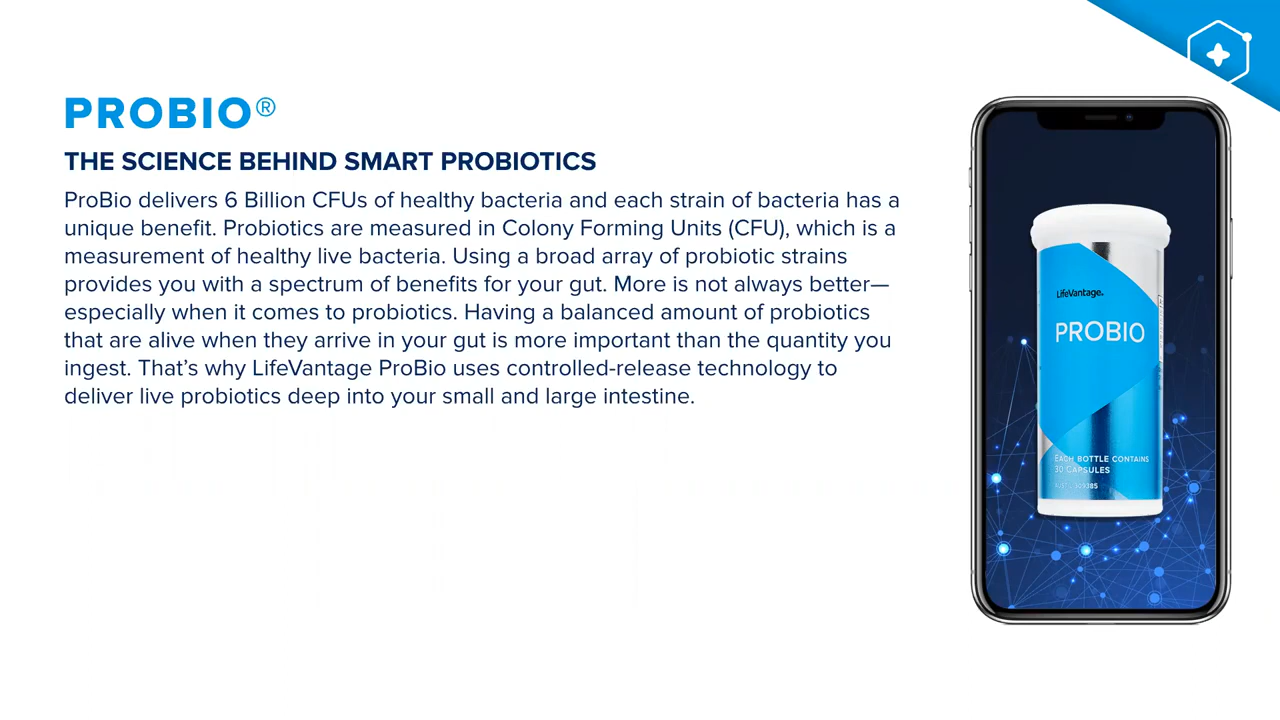 PROBIO®
THE SCIENCE BEHIND SMART PROBIOTICS
ProBio delivers 6 Billion CFUs of healthy bacteria and each strain of bacteria has a
unique benefit. Probiotics are measured in Colony Forming Units (CFU), which is a
measurement of healthy live bacteria. Using a broad array of probiotic strains
provides you with a spectrum of benefits for your gut. More is not always better—
especially when it comes to probiotics. Having a balanced amount of probiotics
that are alive when they arrive in your gut is more important than the quantity you
ingest. That’s why LifeVantage ProBio uses controlled-release technology to
deliver live probiotics deep into your small and large intestine.
LifeVantage.
PROBIO
EACH BOTTLE CONTAINS
30 CAPSULES